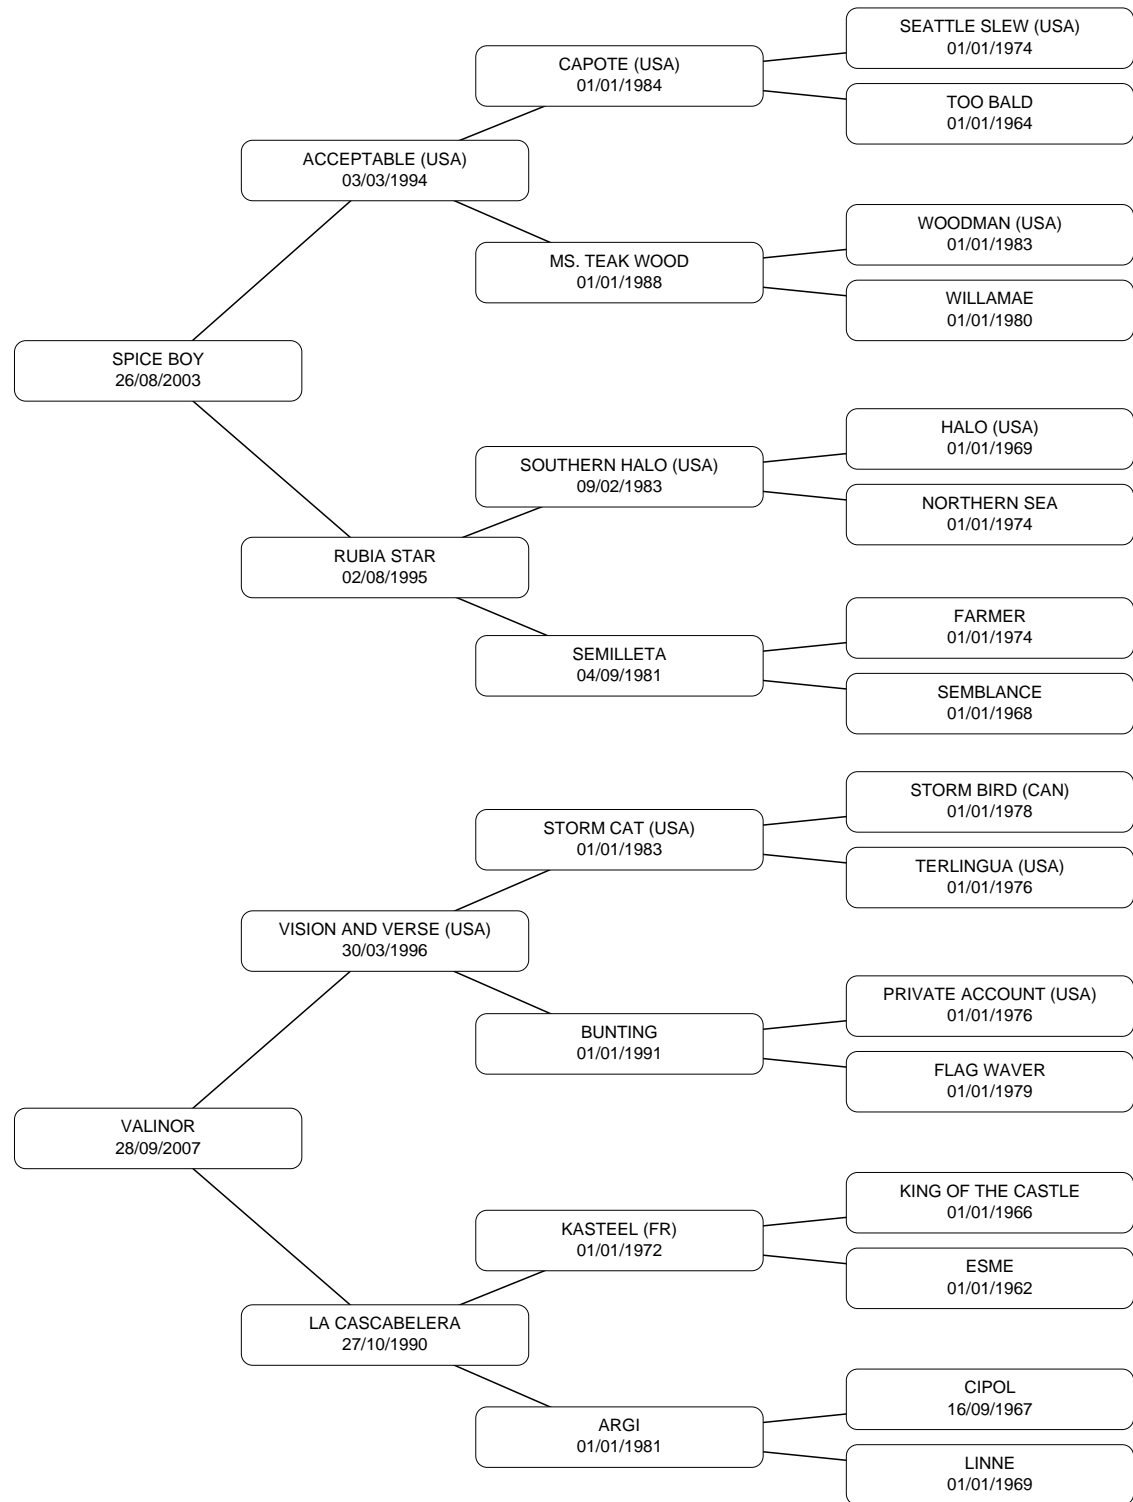 SEATTLE SLEW (USA)
01/01/1974
CAPOTE (USA)
01/01/1984
TOO BALD
01/01/1964
ACCEPTABLE (USA)
03/03/1994
WOODMAN (USA)
01/01/1983
MS. TEAK WOOD
01/01/1988
WILLAMAE
01/01/1980
SPICE BOY
26/08/2003
HALO (USA)
01/01/1969
SOUTHERN HALO (USA)
09/02/1983
NORTHERN SEA
01/01/1974
RUBIA STAR
02/08/1995
FARMER
01/01/1974
SEMILLETA
04/09/1981
SEMBLANCE
01/01/1968
STORM BIRD (CAN)
01/01/1978
STORM CAT (USA)
01/01/1983
TERLINGUA (USA)
01/01/1976
VISION AND VERSE (USA)
30/03/1996
PRIVATE ACCOUNT (USA)
01/01/1976
BUNTING
01/01/1991
FLAG WAVER
01/01/1979
VALINOR
28/09/2007
KING OF THE CASTLE
01/01/1966
KASTEEL (FR)
01/01/1972
ESME
01/01/1962
LA CASCABELERA
27/10/1990
CIPOL
16/09/1967
ARGI
01/01/1981
LINNE
01/01/1969